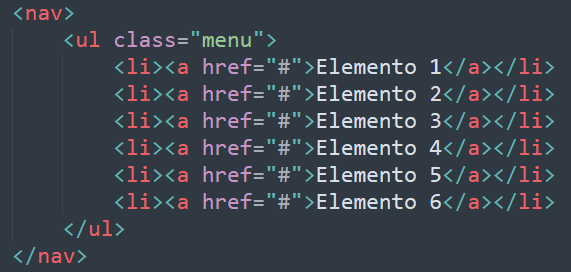 <nav>
<ul class="menu">
<li><a href="#">Elemento 1</a></li>
<li><a href="#">Elemento 2</a></li>
<li><a href="#">Elemento 3</a></li>
<li><a href="#">Elemento 4</a></li>
<li><a href="#">Elemento 5</a></li>
<li><a href="#">Elemento 6</a></li>
</ul>
</nav>